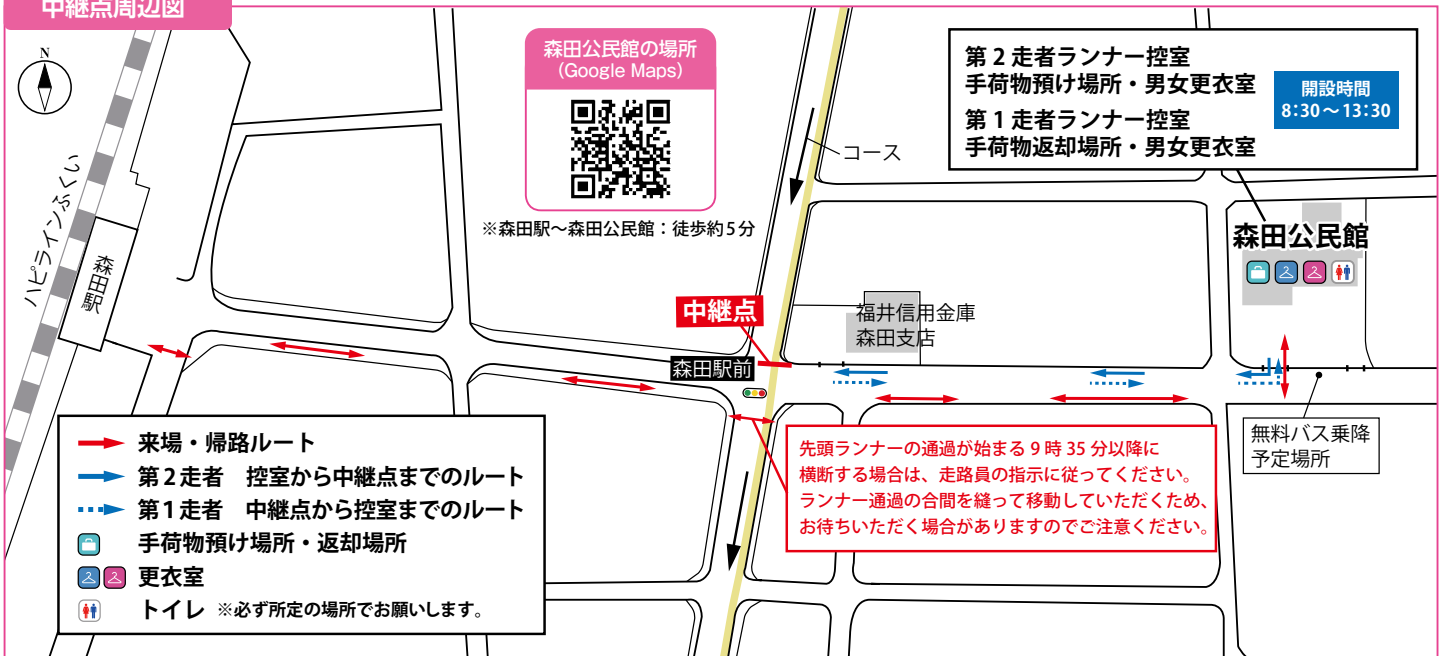 中継点周辺図
N
森田公民館の場所
(Google Maps)
※森田駅～森田公民館：徒歩約5分
コース
第2走者ランナー控室
手荷物預け場所・男女更衣室
第1走者ランナー控室
手荷物返却場所・男女更衣室
開設時間
8:30～13:30
ハピラインふくい
森田駅
森田公民館
中継点
福井信用金庫
森田支店
森田駅前
無料バス乗降
予定場所
先頭ランナーの通過が始まる9時35分以降に
横断する場合は、走路員の指示に従ってください。
ランナー通過の合間を縫って移動していただくため、
お待ちいただく場合がありますのでご注意ください。
来場・帰路ルート
第2走者　控室から中継点までのルート
第1走者　中継点から控室までのルート
手荷物預け場所・返却場所
更衣室
トイレ ※必ず所定の場所でお願いします。